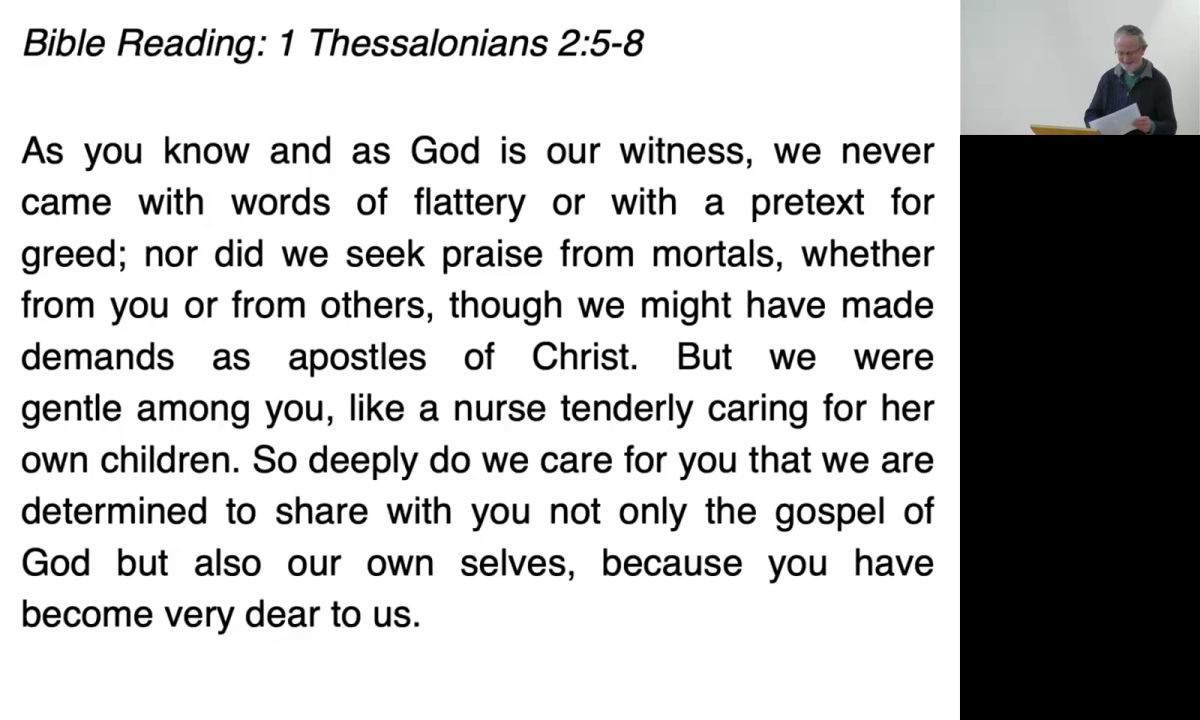 Bible Reading: 1 Thessalonians 2:5-8
As you know and as God is our witness, we never
came with words of flattery or with a pretext for
greed; nor did we seek praise from mortals, whether
from you or from others, though we might have made
demands as apostles of Christ. But we were
gentle among you, like a nurse tenderly caring for her
own children. So deeply do we care for you that we are
determined to share with you not only the gospel of
God but also our own selves, because you have
become very dear to us.